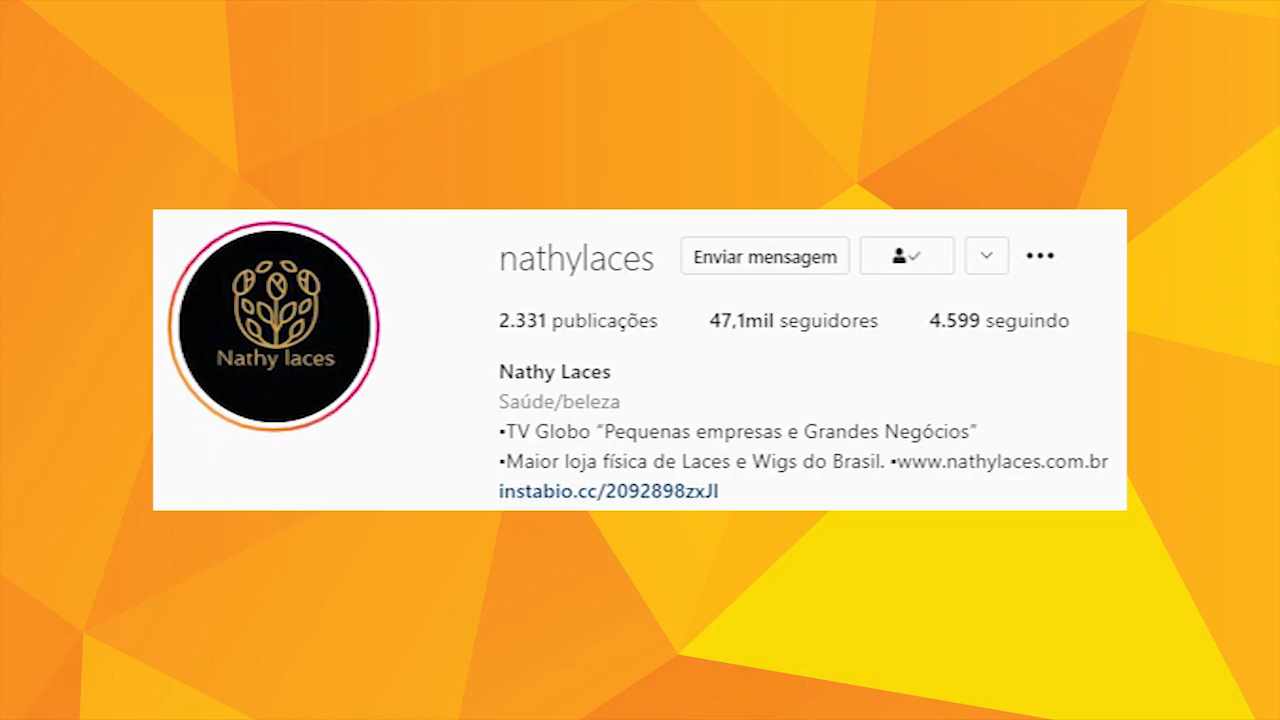 Nathy laces
nathylaces Enviar mensagem
2.331 publicações 47,1mil seguidores 4.599 seguindo
Nathy Laces
Saúde/beleza
▪TV Globo “Pequenas empresas e Grandes Negócios”
▪Maior loja física de Laces e Wigs do Brasil. ▪www.nathylaces.com.br
instabio.cc/2092898zxJl